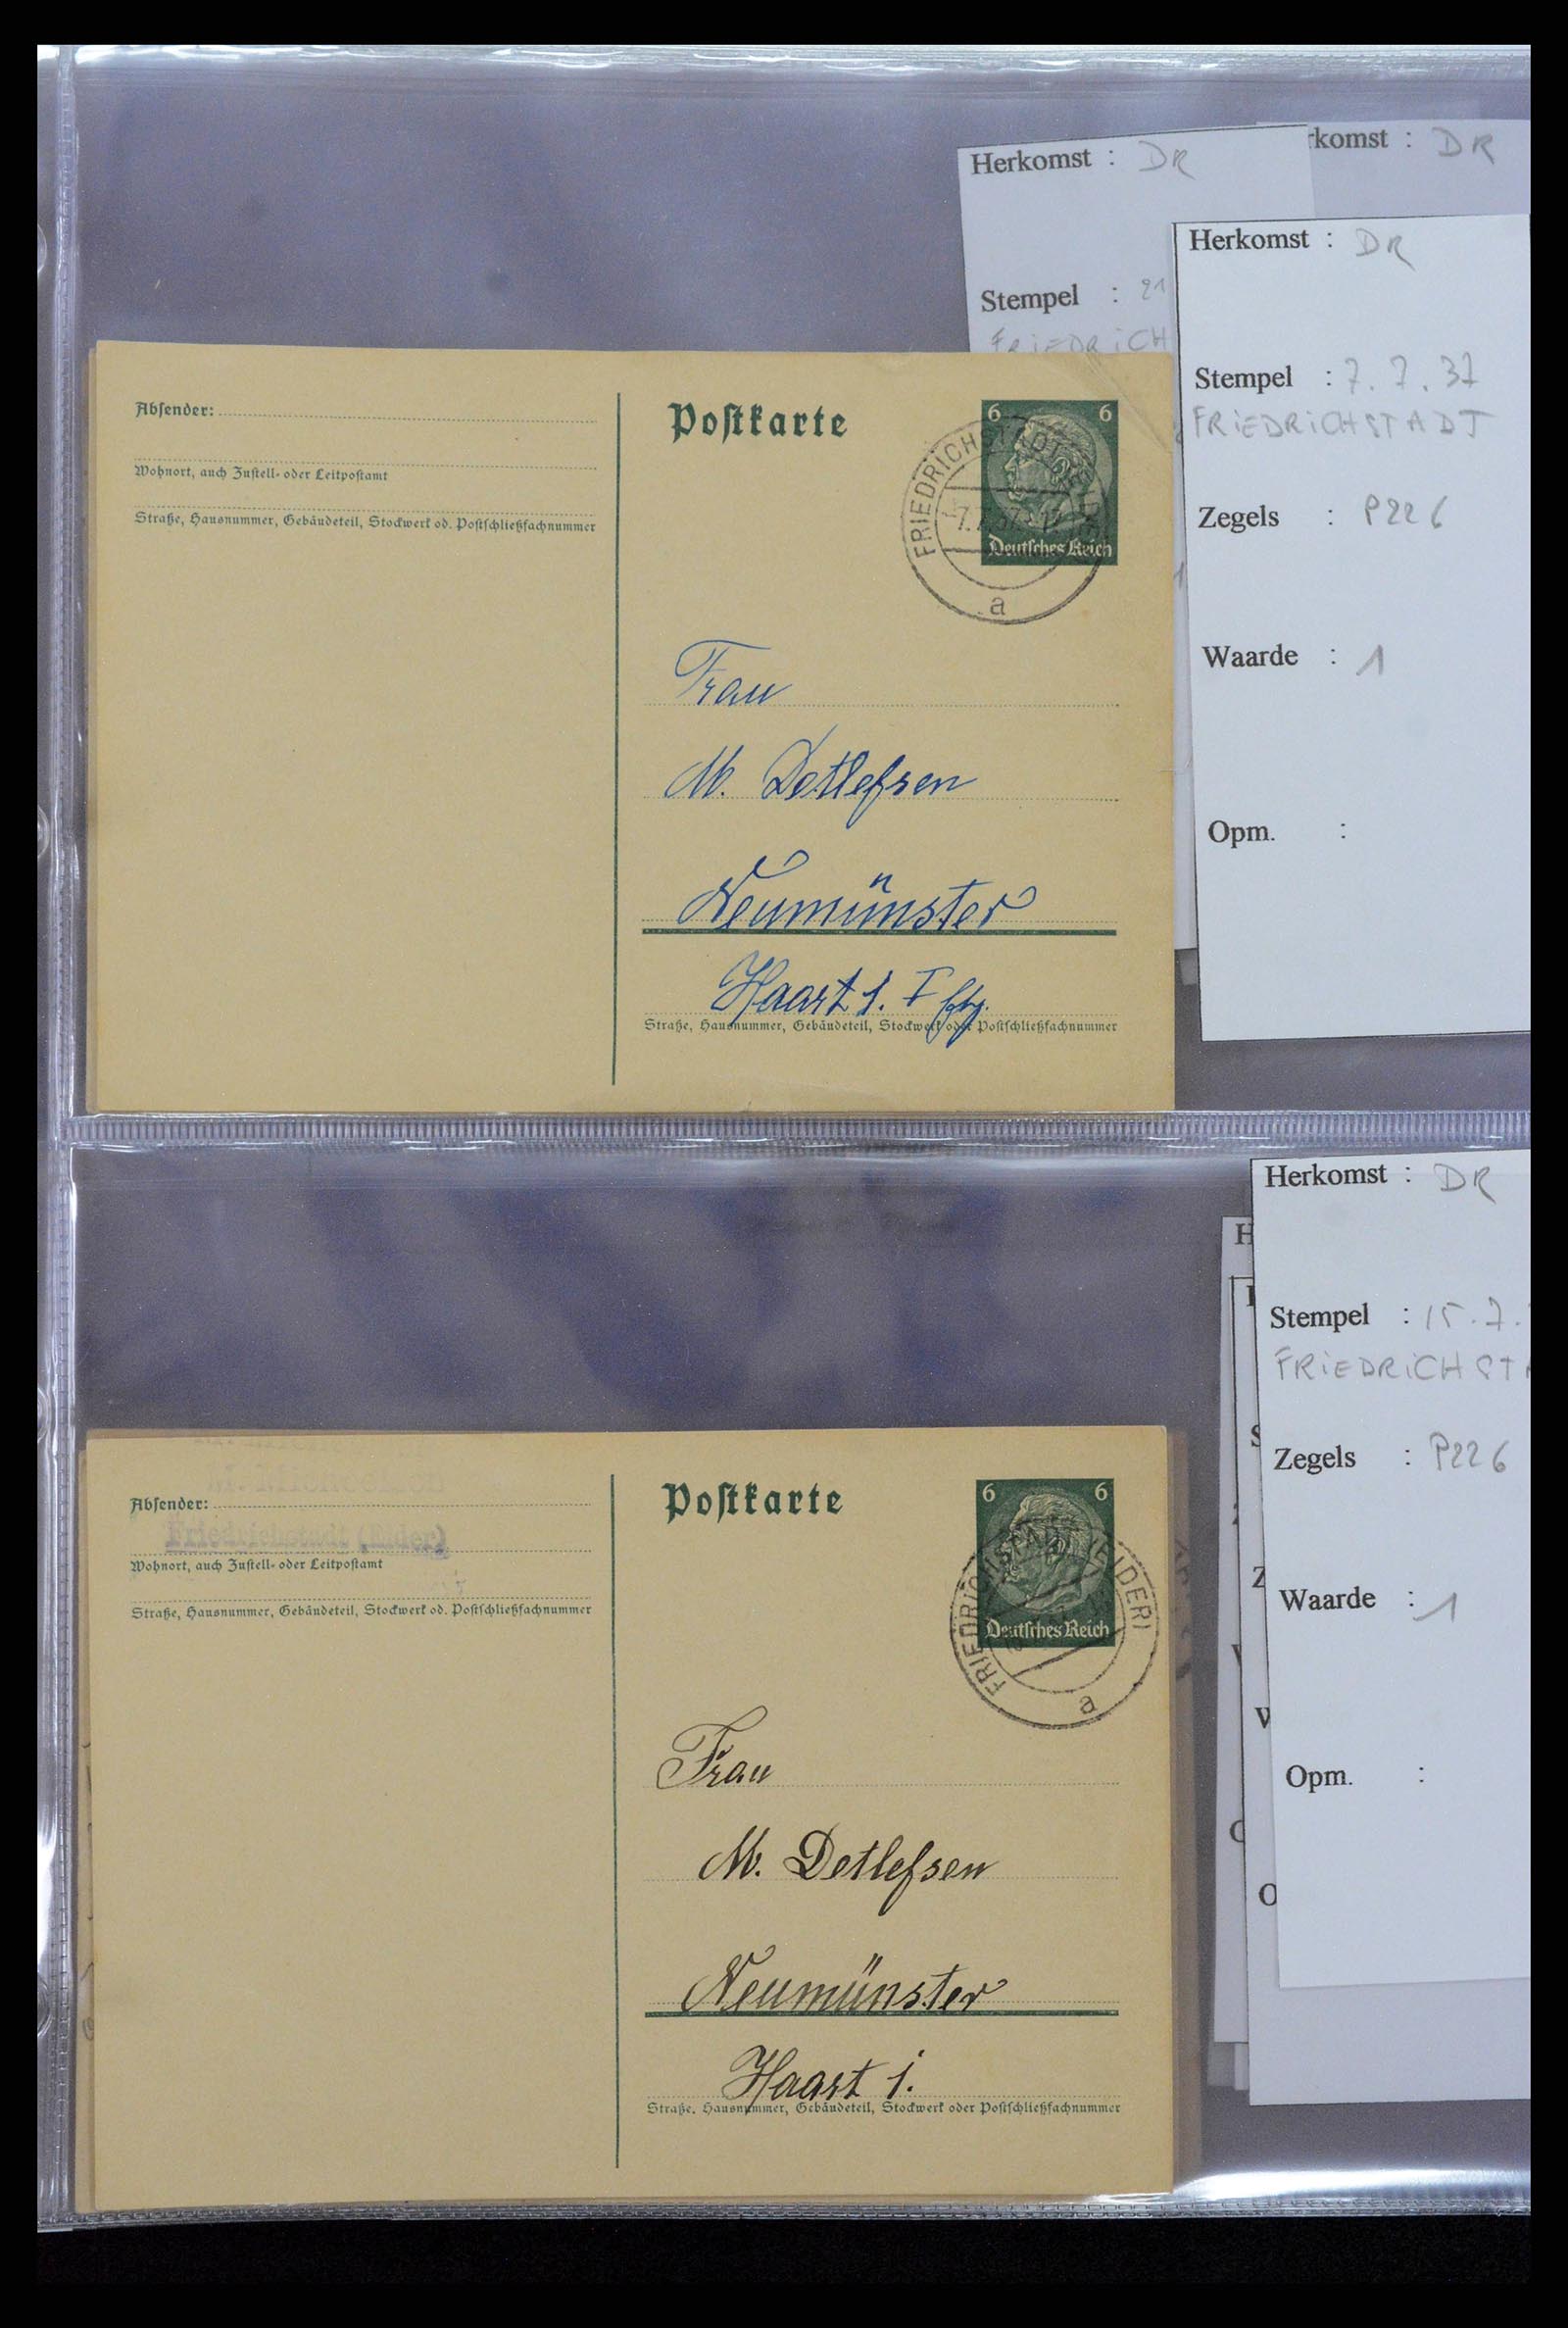 Herkomst : DR
rkomst : DR
Stempel : 21
FRIEDRICH
Herkomst : DR
Stempel : 7.7.37
FRIEDRICHSTADT
Zegels : P226
Waarde : 1
Opm. :
Absender:
Wohnort, auch Zustell- oder Leitpostamt
Straße, Hausnummer, Gebäudeteil, Stockwerk od. Postschließfachnummer
Postkarte
6 6
Deutsches Reich
FRIEDRICHSTADT
a
Frau
M. Detlefsen
Neumünster
Haart 1. I
Straße, Hausnummer, Gebäudeteil, Stockwerk oder Postschließfachnummer
Herkomst : DR
Stempel : 15.7.
FRIEDRICHST
Zegels : P226
Waarde : 1
Opm. :
Absender:
Friedrichstadt (Eider)
Wohnort, auch Zustell- oder Leitpostamt
Straße, Hausnummer, Gebäudeteil, Stockwerk od. Postschließfachnummer
Postkarte
6 6
Deutsches Reich
FRIEDRICHSTADT (EIDER)
a
Frau
M. Detlefsen
Neumünster
Haart 1.
Straße, Hausnummer, Gebäudeteil, Stockwerk oder Postschließfachnummer